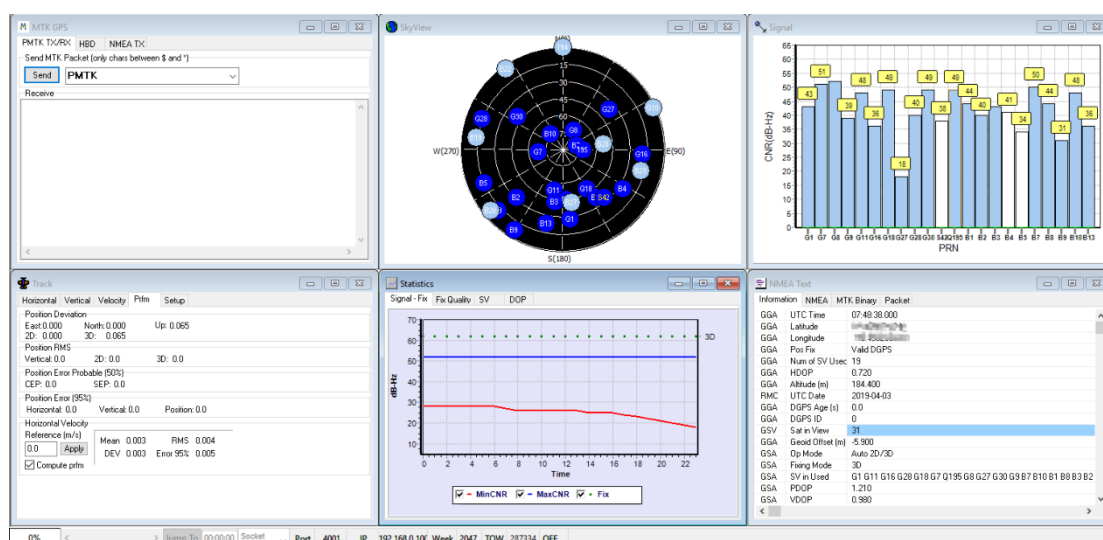 MTK GPS
PMTK TX/RX HBD NMEA TX
Send MTK Packet (only chars between $ and *)
Send PMTK
Receive
SkyView
15
30
45
60
75
W(270)
E(90)
S(180)
G28
G30
G27
B10
G8
G7
195
G16
B5
B2
G11
G18
B4
B3
S42
B13
G1
B9
Signal
CNR(dB-Hz)
65
60
55
50
45
40
35
30
25
20
15
10
5
0
43 51 39 48 36 49 18 40 49 38 49 44 40 41 34 50 44 31 48 36
G1 G7 G8 G9 G11 G16 G18 G27 G28 G30 S42 Q195 B1 B2 B3 B4 B5 B7 B8 B9 B10 B13
PRN
Track
Horizontal Vertical Velocity Prfm Setup
Position Deviation
East:0.000 North:0.000 Up: 0.065
2D: 0.000 3D: 0.065
Position RMS
Vertical: 0.0 2D: 0.0 3D: 0.0
Position Error Probable (50%)
CEP: 0.0 SEP: 0.0
Position Error (95%)
Horizontal: 0.0 Vertical: 0.0 Position: 0.0
Horizontal Velocity
Reference (m/s)
0.0 Apply
Mean 0.003 RMS 0.004
DEV 0.003 Error 95% 0.005
Compute prfm
Statistics
Signal - Fix Fix Quality SV DOP
dB-Hz
70
60
50
40
30
20
10
3D
0 2 4 6 8 10 12 14 16 18 20 22
Time
MinCNR MaxCNR Fix
NMEA Text
Information NMEA MTK Binary Packet
GGA UTC Time 07:48:38.000
GGA Latitude
GGA Longitude
GGA Pos Fix Valid DGPS
GGA Num of SV Usec 19
GGA HDOP 0.720
GGA Altitude (m) 184.400
RMC UTC Date 2019-04-03
GGA DGPS Age (s) 0.0
GGA DGPS ID 0
GSV Sat in View 31
GGA Geoid Offset (m) -5.900
GSA Op Mode Auto 2D/3D
GSA Fixing Mode 3D
GSA SV in Used G1 G11 G16 G28 G18 G7 Q195 G8 G27 G30 G9 B7 B10 B1 B8 B3 B2
GSA PDOP 1.210
GSA VDOP 0.980
0% Jump To 00:00:00 Socket Port 4001 IP 192.168.0.100 Week 2047 TOW 287334 OFF